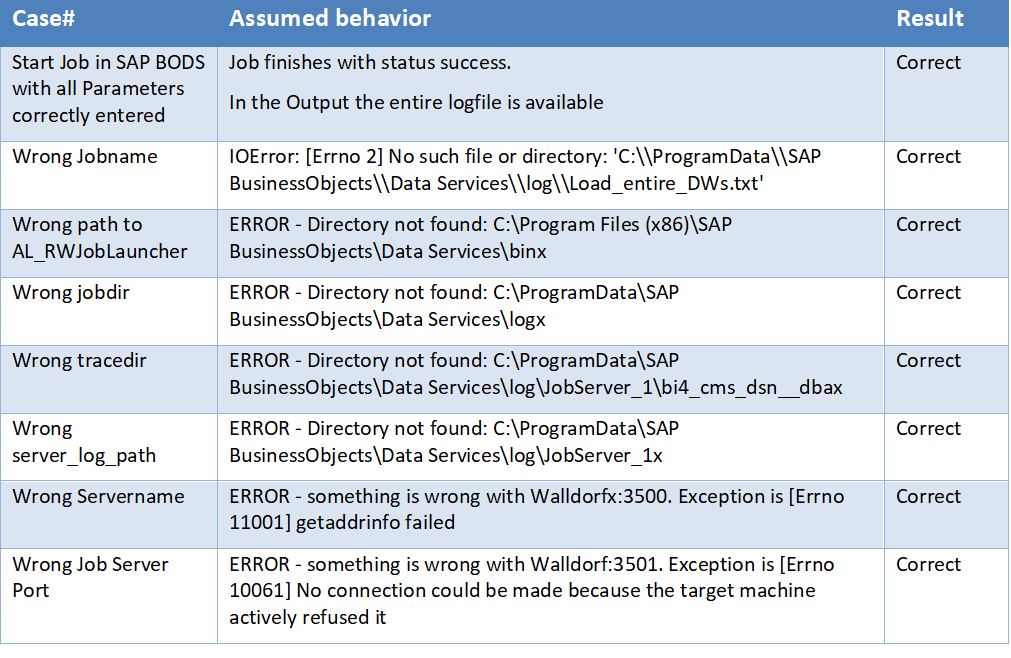 Case# Assumed behavior Result
Start Job in SAP BODS Job finishes with status success. Correct
with all Parameters
In the Output the entire logfile is available
correctly entered
Wrong Jobname IOError: [Errno 2] No such file or directory: 'C:\\ProgramData\\SAP Correct
BusinessObjects\\Data Services\\log\\Load_entire_DWs.txt'
Wrong path to ERROR - Directory not found: C:\Program Files (x86)\SAP Correct
AL_RWJobLauncher BusinessObjects\Data Services\binx
Wrong jobdir ERROR - Directory not found: C:\ProgramData\SAP Correct
BusinessObjects\Data Services\logx
Wrong tracedir ERROR - Directory not found: C:\ProgramData\SAP Correct
BusinessObjects\Data Services\log\JobServer_1\bi4_cms_dsn__dbax
Wrong ERROR - Directory not found: C:\ProgramData\SAP Correct
server_log_path BusinessObjects\Data Services\log\JobServer_1x
Wrong Servername ERROR - something is wrong with Walldorfx:3500. Exception is [Errno Correct
11001] getaddrinfo failed
Wrong Job Server ERROR - something is wrong with Walldorf:3501. Exception is [Errno Correct
Port 10061] No connection could be made because the target machine
actively refused it